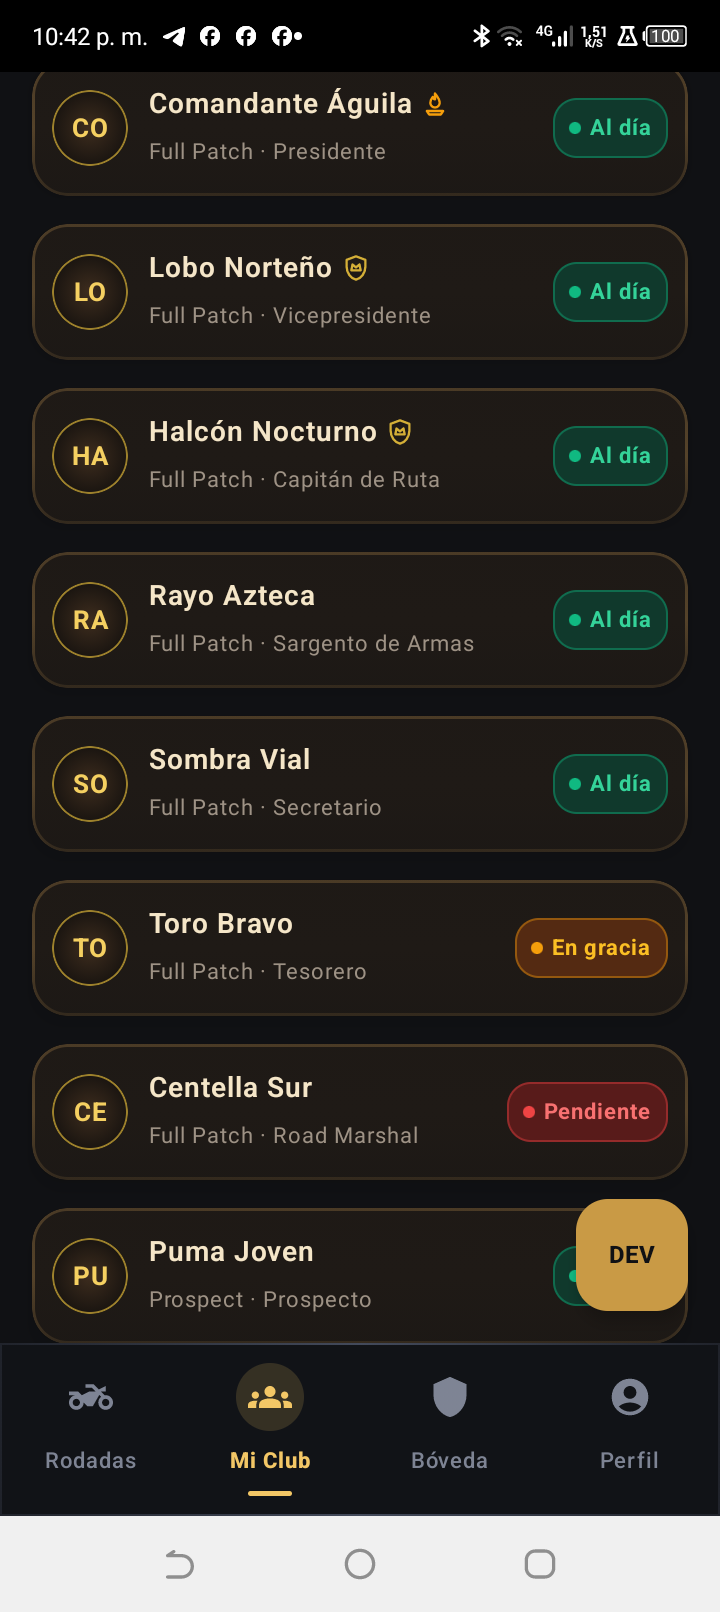 10:42 p. m.
4G
1,51
K/S
100
CO
Comandante Águila
Full Patch · Presidente
Al día
LO
Lobo Norteño
Full Patch · Vicepresidente
Al día
HA
Halcón Nocturno
Full Patch · Capitán de Ruta
Al día
RA
Rayo Azteca
Full Patch · Sargento de Armas
Al día
SO
Sombra Vial
Full Patch · Secretario
Al día
TO
Toro Bravo
Full Patch · Tesorero
En gracia
CE
Centella Sur
Full Patch · Road Marshal
Pendiente
PU
Puma Joven
Prospect · Prospecto
DEV
Rodadas
Mi Club
Bóveda
Perfil